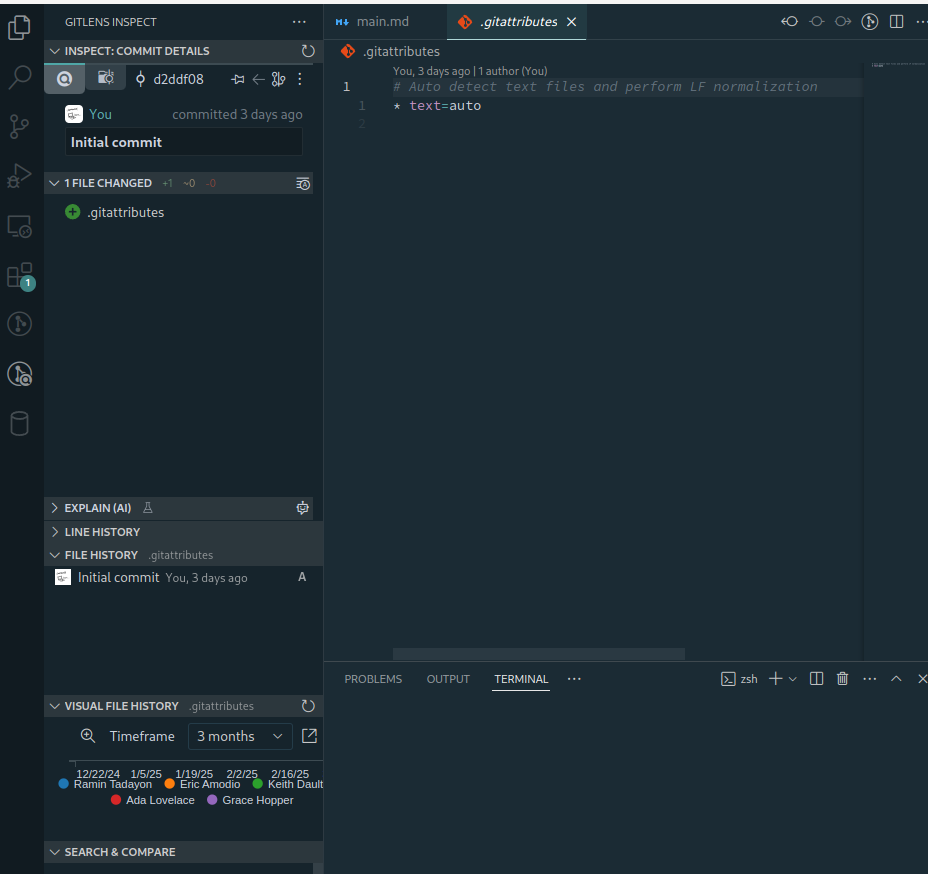 GITLENS INSPECT
INSPECT: COMMIT DETAILS
d2ddf08
You committed 3 days ago
Initial commit
1 FILE CHANGED +1 ~0 -0
.gitattributes
EXPLAIN (AI)
LINE HISTORY
FILE HISTORY .gitattributes
Initial commit You, 3 days ago A
VISUAL FILE HISTORY .gitattributes
Timeframe 3 months
12/22/24 1/5/25 1/19/25 2/2/25 2/16/25
Ramin Tadayon Eric Amodio Keith Dault
Ada Lovelace Grace Hopper
SEARCH & COMPARE
1
main.md .gitattributes
.gitattributes
You, 3 days ago | 1 author (You)
1 # Auto detect text files and perform LF normalization
1 * text=auto
2
PROBLEMS OUTPUT TERMINAL zsh